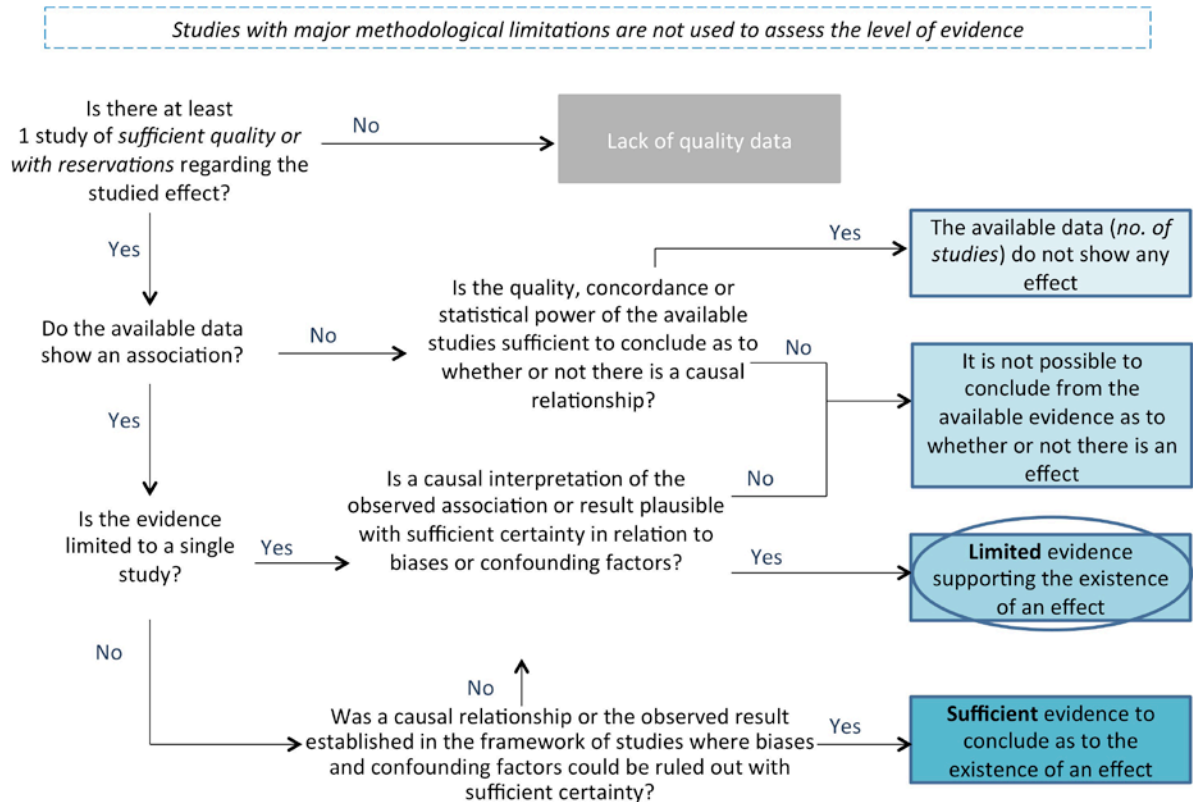 Studies with major methodological limitations are not used to assess the level of evidence
Is there at least
1 study of sufficient quality or
with reservations regarding the
studied effect?
No
Lack of quality data
Yes
Yes
The available data (no. of
studies) do not show any
effect
Do the available data
show an association?
No
Is the quality, concordance or
statistical power of the available
studies sufficient to conclude as to
whether or not there is a causal
relationship?
No
It is not possible to
conclude from the
available evidence as to
whether or not there is an
effect
Yes
Is the evidence
limited to a single
study?
Yes
Is a causal interpretation of the
observed association or result plausible
with sufficient certainty in relation to
biases or confounding factors?
No
Yes
Limited evidence
supporting the existence
of an effect
No
No
Was a causal relationship or the observed result
established in the framework of studies where biases
and confounding factors could be ruled out with
sufficient certainty?
Yes
Sufficient evidence to
conclude as to the
existence of an effect